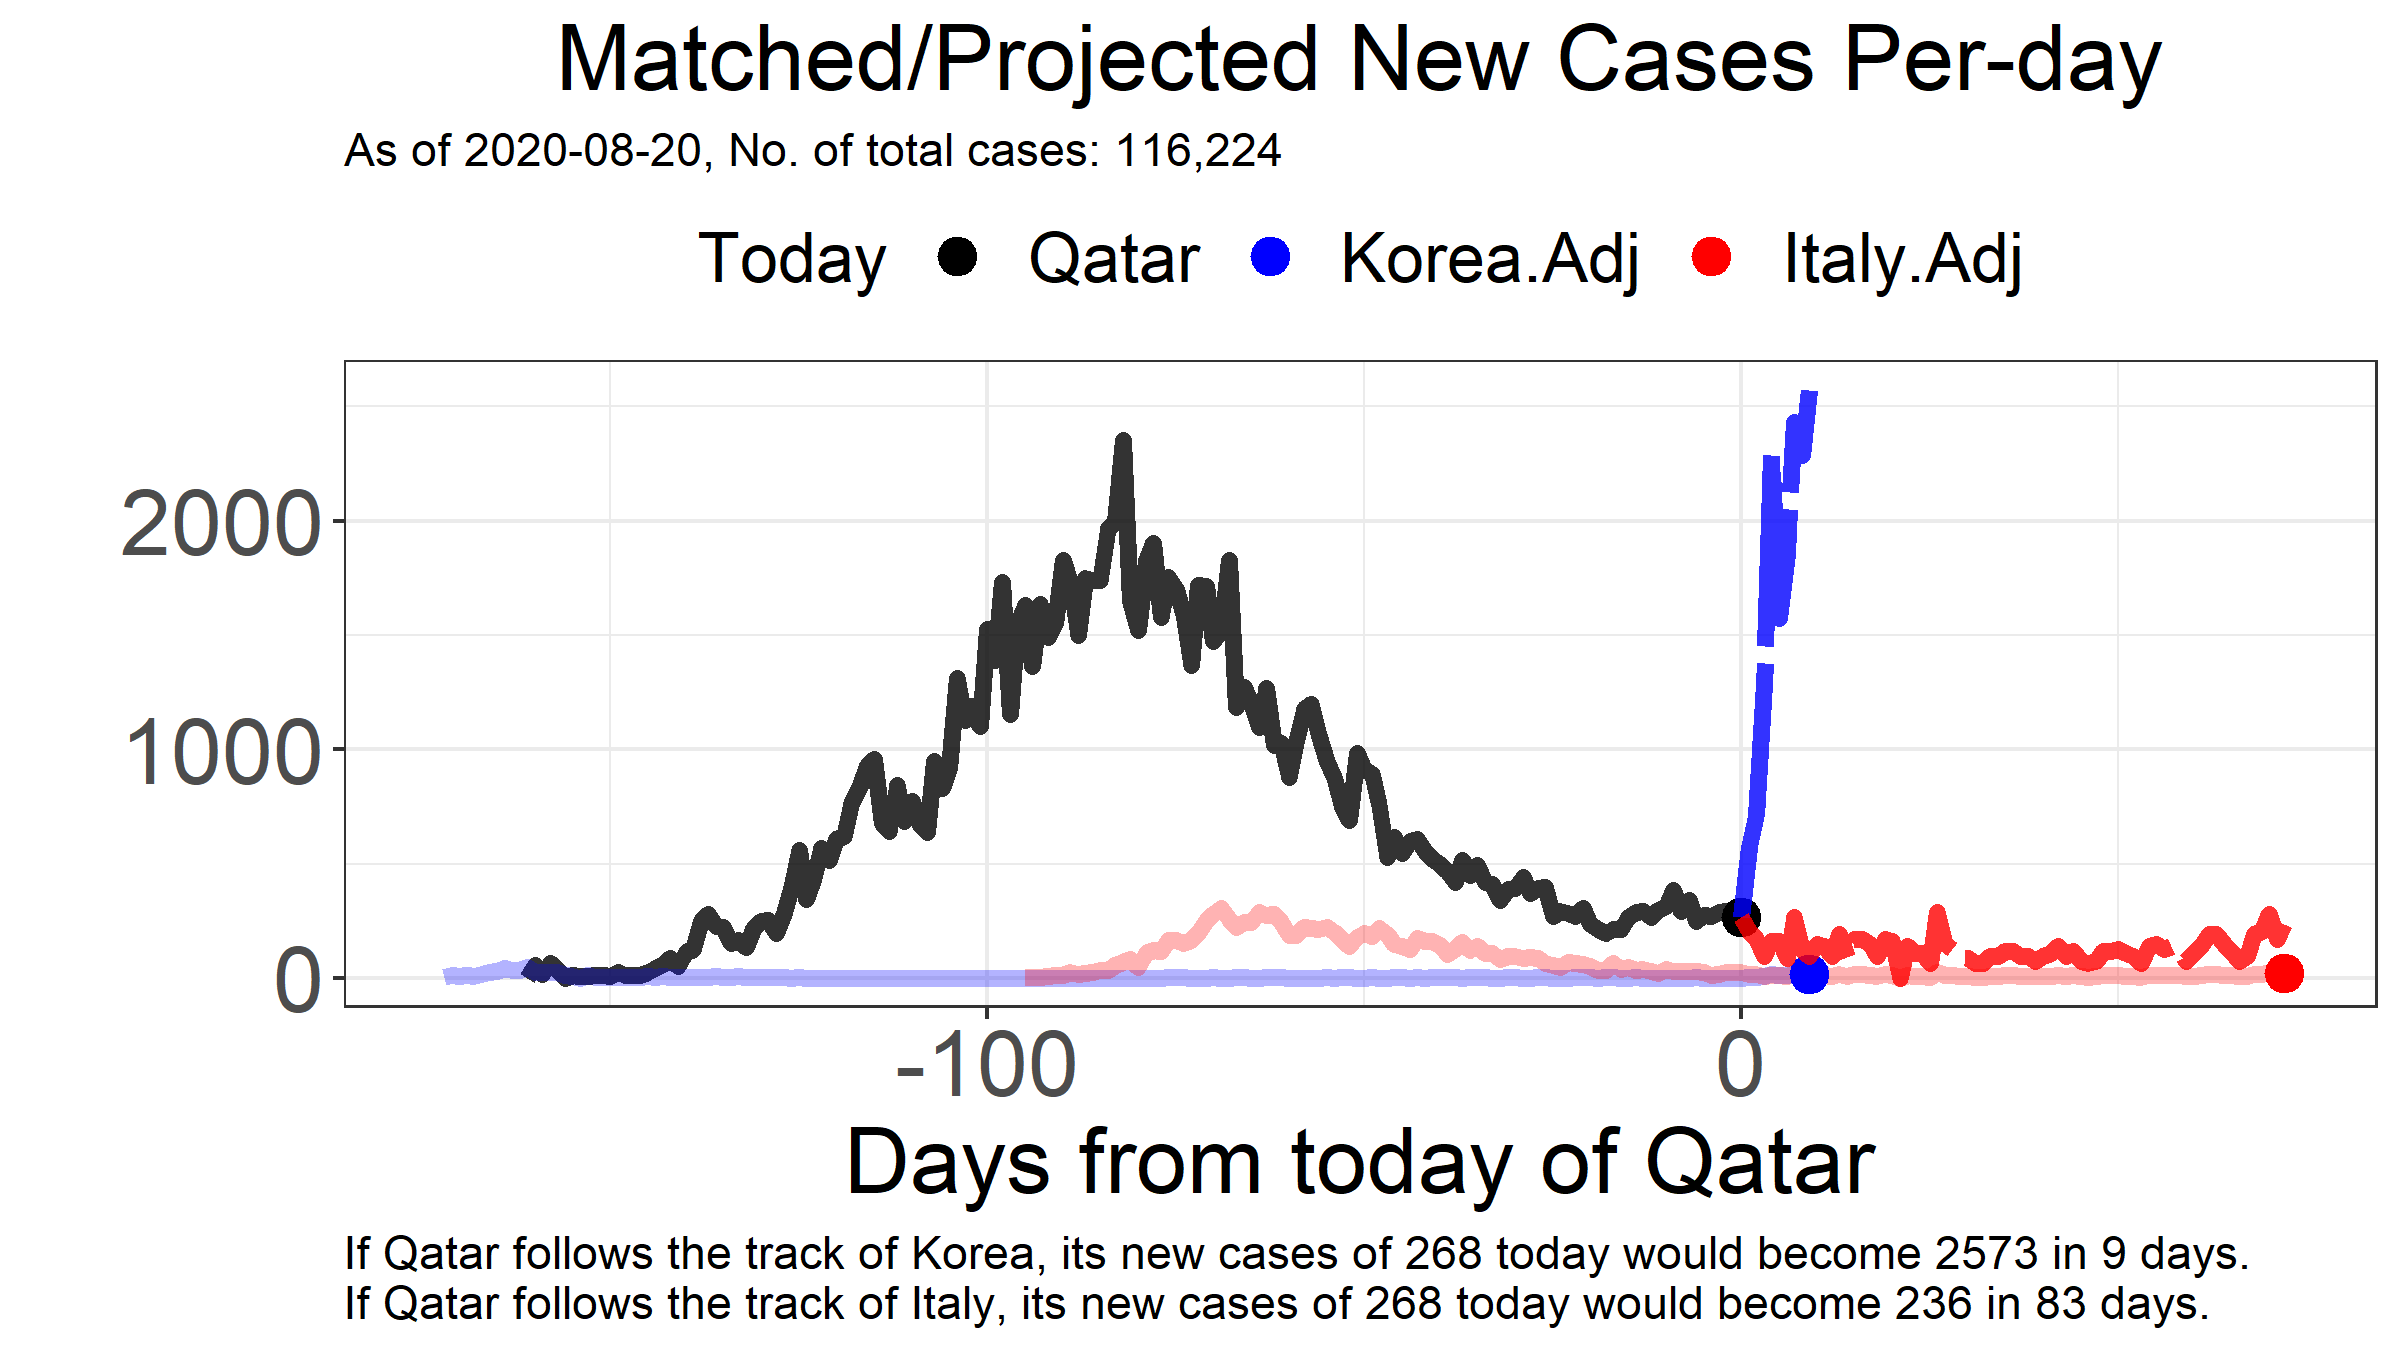 Matched/Projected New Cases Per-day
As of 2020-08-20, No. of total cases: 116,224
Today Qatar Korea.Adj Italy.Adj
2000
1000
0
-100 0
Days from today of Qatar
If Qatar follows the track of Korea, its new cases of 268 today would become 2573 in 9 days.
If Qatar follows the track of Italy, its new cases of 268 today would become 236 in 83 days.